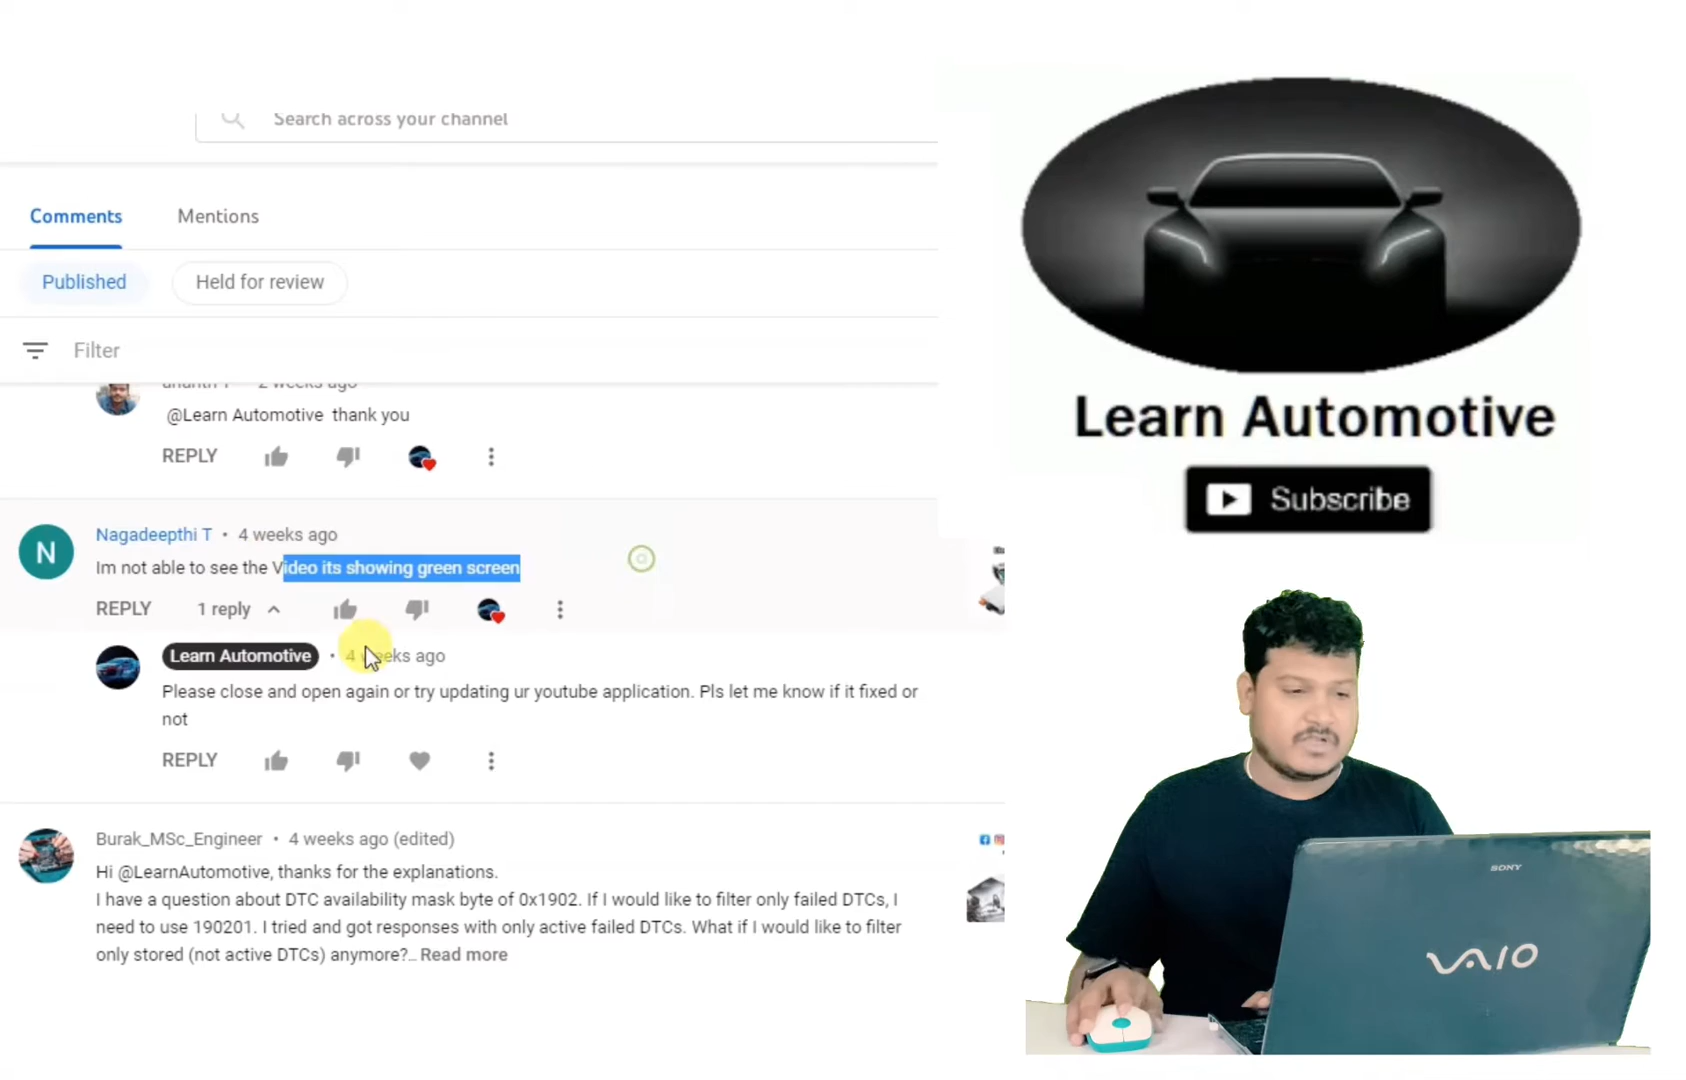 Search across your channel
Comments
Mentions
Published
Held for review
Filter
ananth T • 2 weeks ago
@Learn Automotive thank you
REPLY
Nagadeepthi T • 4 weeks ago
Im not able to see the Video its showing green screen
REPLY 1 reply
Learn Automotive • 4 weeks ago
Please close and open again or try updating ur youtube application. Pls let me know if it fixed or
not
REPLY
Burak_MSc_Engineer • 4 weeks ago (edited)
Hi @LearnAutomotive, thanks for the explanations.
I have a question about DTC availability mask byte of 0x1902. If I would like to filter only failed DTCs, I
need to use 190201. I tried and got responses with only active failed DTCs. What if I would like to filter
only stored (not active DTCs) anymore?... Read more
Learn Automotive
Subscribe
SONY
VAIO
N